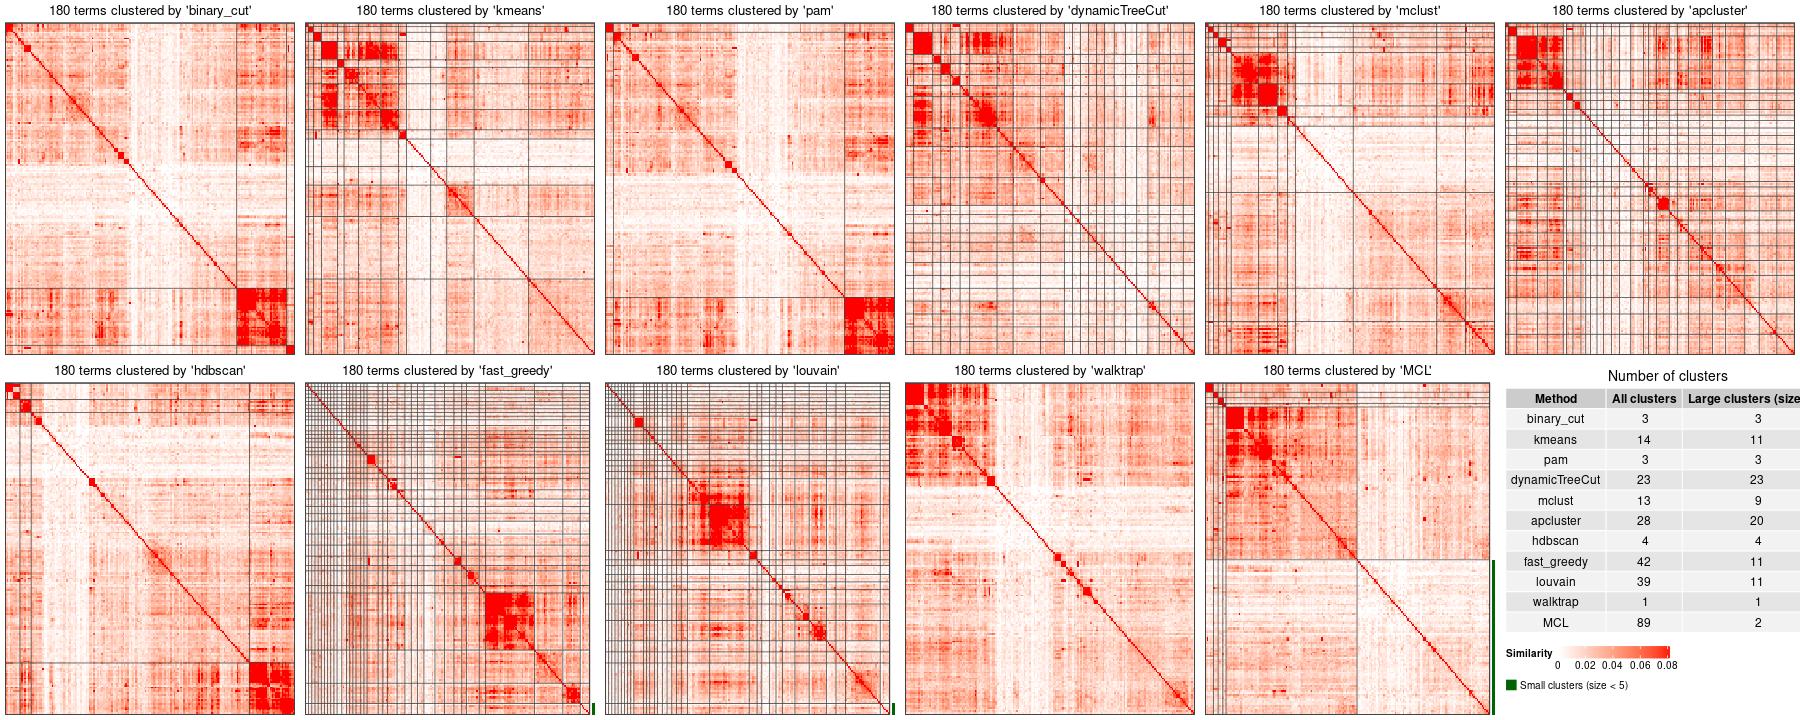 180 terms clustered by 'binary_cut'
180 terms clustered by 'kmeans'
180 terms clustered by 'pam'
180 terms clustered by 'dynamicTreeCut'
180 terms clustered by 'mclust'
180 terms clustered by 'apcluster'
180 terms clustered by 'hdbscan'
180 terms clustered by 'fast_greedy'
180 terms clustered by 'louvain'
180 terms clustered by 'walktrap'
180 terms clustered by 'MCL'
Number of clusters
Method All clusters Large clusters (size
binary_cut 3 3
kmeans 14 11
pam 3 3
dynamicTreeCut 23 23
mclust 13 9
apcluster 28 20
hdbscan 4 4
fast_greedy 42 11
louvain 39 11
walktrap 1 1
MCL 89 2
Similarity
0 0.02 0.04 0.06 0.08
Small clusters (size < 5)